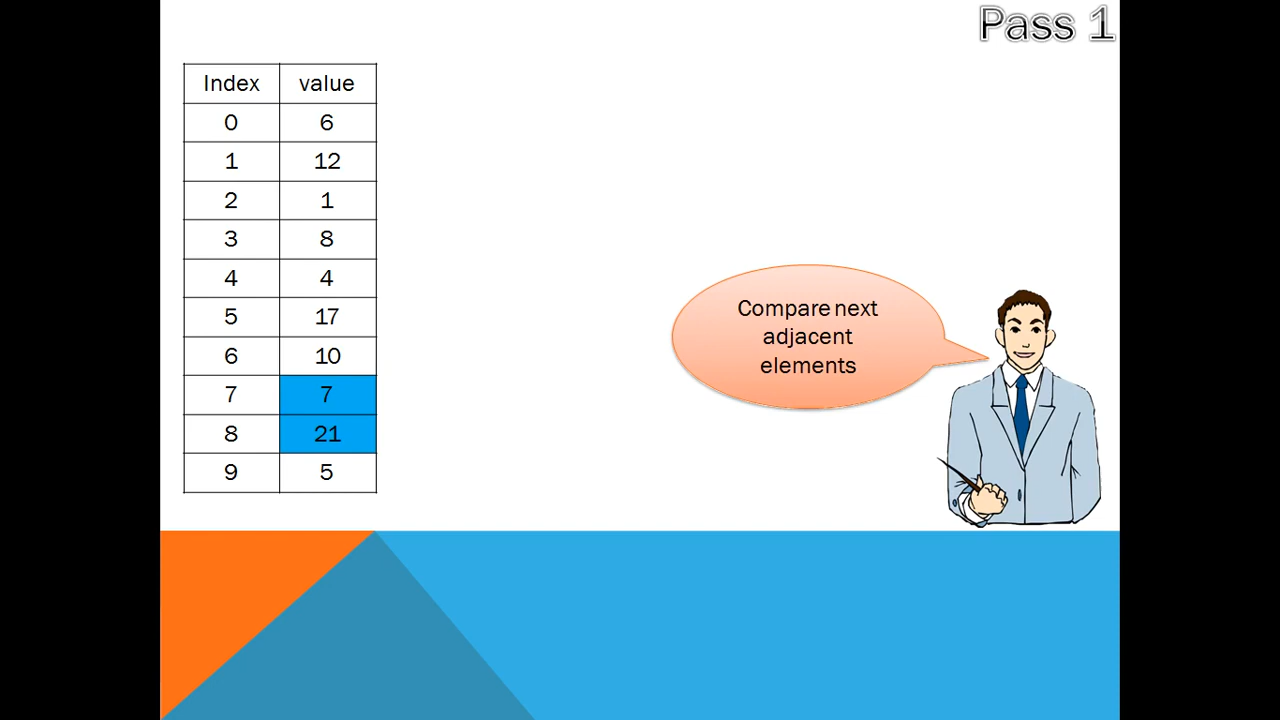 Pass 1
Index value
0 6
1 12
2 1
3 8
4 4
5 17
6 10
7 7
8 21
9 5
Compare next
adjacent
elements